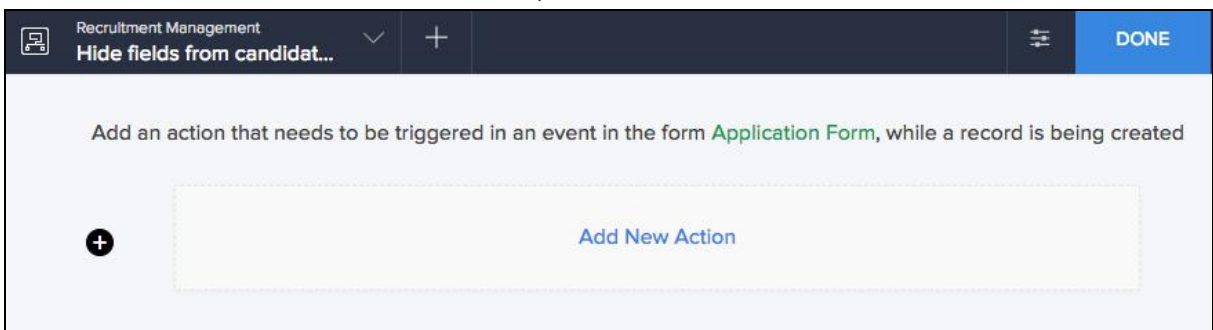 Recruitment Management
Hide fields from candidat...
DONE
Add an action that needs to be triggered in an event in the form Application Form, while a record is being created
Add New Action